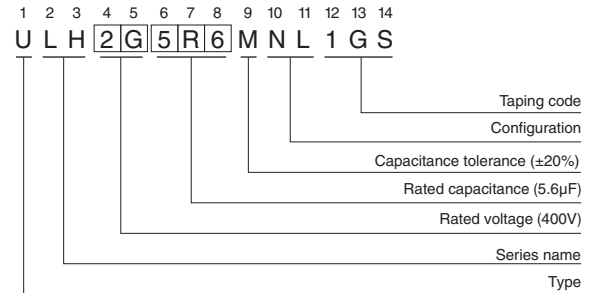 1 2 3 4 5 6 7 8 9 10 11 12 13 14
U L H 2 G 5 R 6 M N L 1 G S
Taping code
Configuration
Capacitance tolerance (±20%)
Rated capacitance (5.6µF)
Rated voltage (400V)
Series name
Type